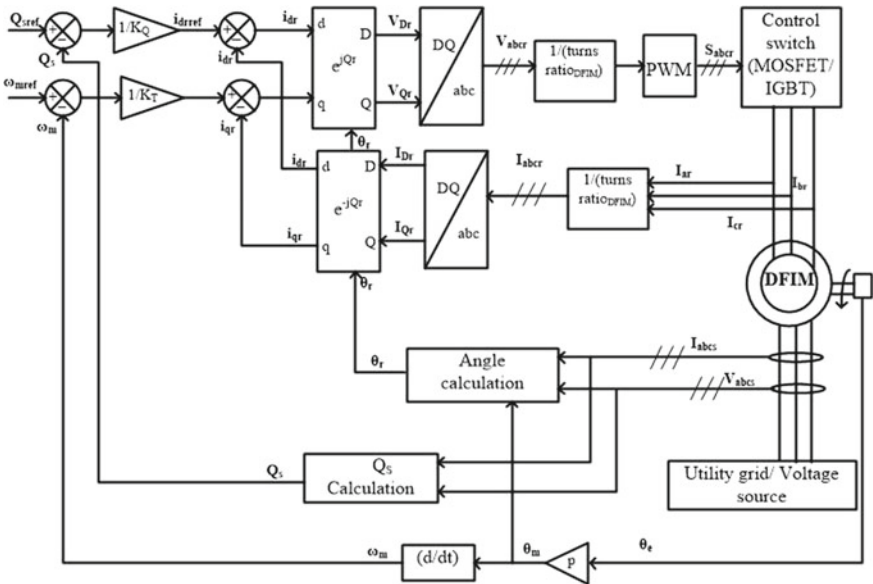 Qsref
+
−
Qs
1/KQ
idrref
+
−
idr
idr
d
D
e^jQr
q
Q
VDr
VQr
DQ
abc
Vabcr
1/(turns
ratioDFIM)
PWM
Sabcr
Control
switch
(MOSFET/
IGBT)
ωmref
+
−
ωm
1/KT
+
−
iqr
θr
idr
d
D
e^-jQr
q
Q
iqr
IDr
IQr
DQ
abc
Iabcr
1/(turns
ratioDFIM)
Iar
Ibr
Icr
θr
DFIM
θr
Angle
calculation
Iabcs
Vabcs
Qs
QS
Calculation
Utility grid/ Voltage
source
ωm
(d/dt)
θm
p
θe